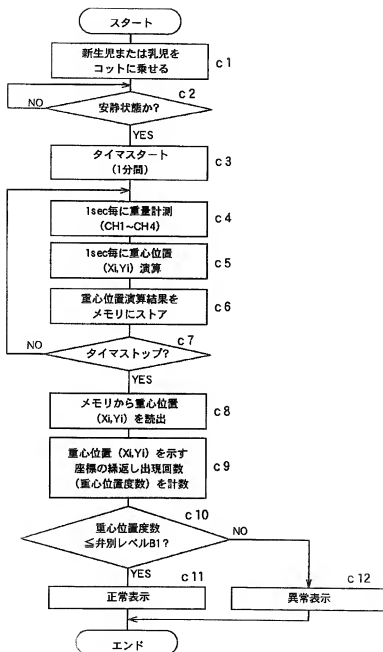 スタート
新生児または乳児を
コットに乗せる
c1
c2
安静状態か?
NO
YES
タイマスタート
(1分間)
c3
1sec毎に重量計測
(CH1~CH4)
c4
1sec毎に重心位置
(Xi,Yi)演算
c5
重心位置演算結果を
メモリにストア
c6
c7
タイマストップ?
NO
YES
メモリから重心位置
(Xi,Yi)を読出
c8
重心位置(Xi,Yi)を示す
座標の繰返し出現回数
(重心位置度数)を計数
c9
c10
重心位置度数
≦弁別レベルB1?
NO
YES
c11
正常表示
c12
異常表示
エンド